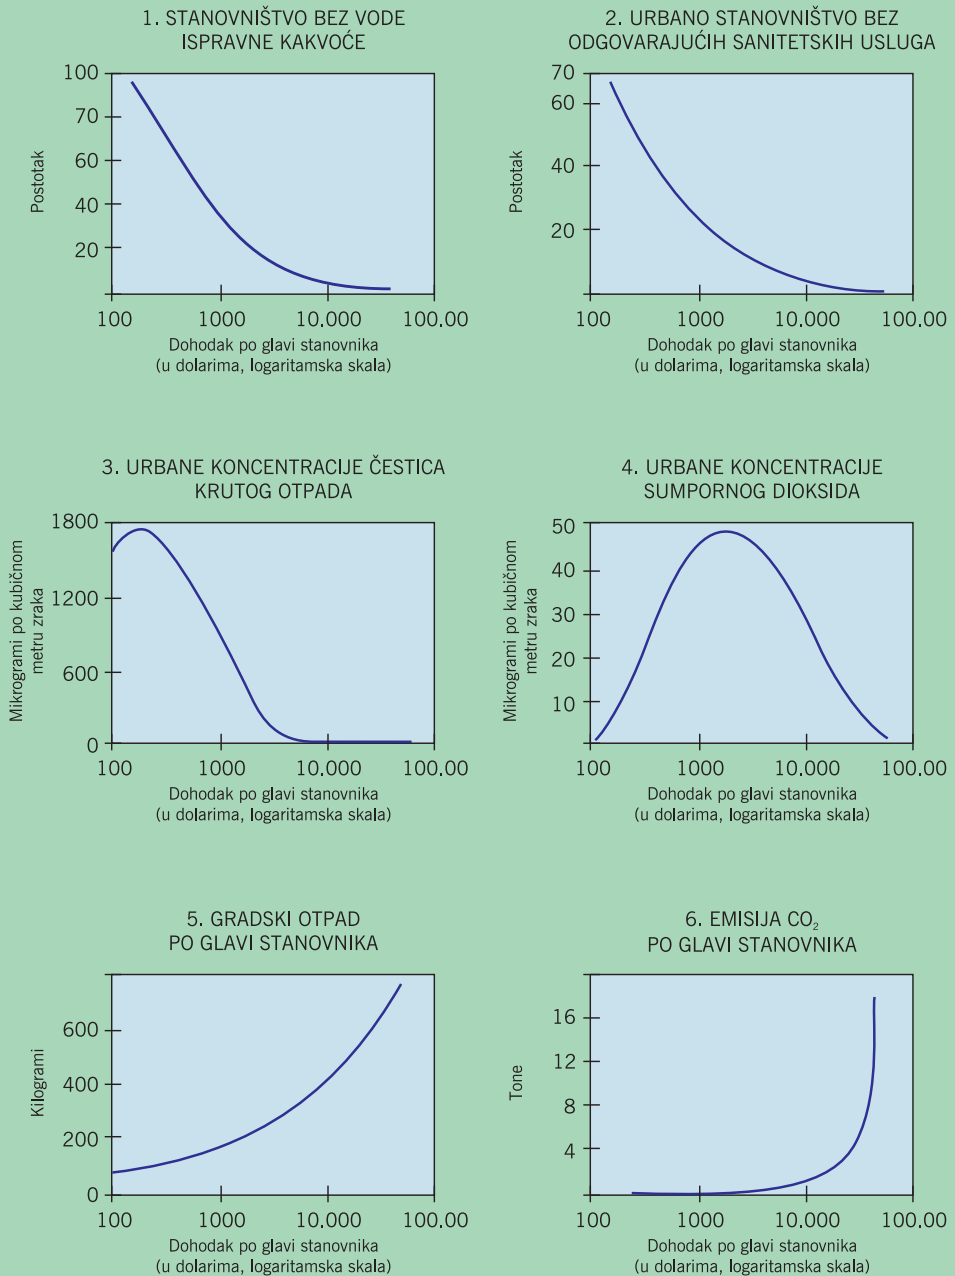 1. STANOVNIŠTVO BEZ VODE
ISPRAVNE KAKVOĆE
Postotak
100
70
60
40
20
100 1000 10.000 100.00
Dohodak po glavi stanovnika
(u dolarima, logaritamska skala)
2. URBANO STANOVNIŠTVO BEZ
ODGOVARAJUĆIH SANITETSKIH USLUGA
Postotak
70
60
40
20
100 1000 10.000 100.00
Dohodak po glavi stanovnika
(u dolarima, logaritamska skala)
3. URBANE KONCENTRACIJE ČESTICA
KRUTOG OTPADA
Mikrogrami po kubičnom
metru zraka
1800
1200
600
0
100 1000 10.000 100.00
Dohodak po glavi stanovnika
(u dolarima, logaritamska skala)
4. URBANE KONCENTRACIJE
SUMPORNOG DIOKSIDA
Mikrogrami po kubičnom
metru zraka
50
40
30
20
10
100 1000 10.000 100.00
Dohodak po glavi stanovnika
(u dolarima, logaritamska skala)
5. GRADSKI OTPAD
PO GLAVI STANOVNIKA
Kilogrami
600
400
200
0
100 1000 10.000 100.00
Dohodak po glavi stanovnika
(u dolarima, logaritamska skala)
6. EMISIJA CO₂
PO GLAVI STANOVNIKA
Tone
16
12
8
4
100 1000 10.000 100.00
Dohodak po glavi stanovnika
(u dolarima, logaritamska skala)